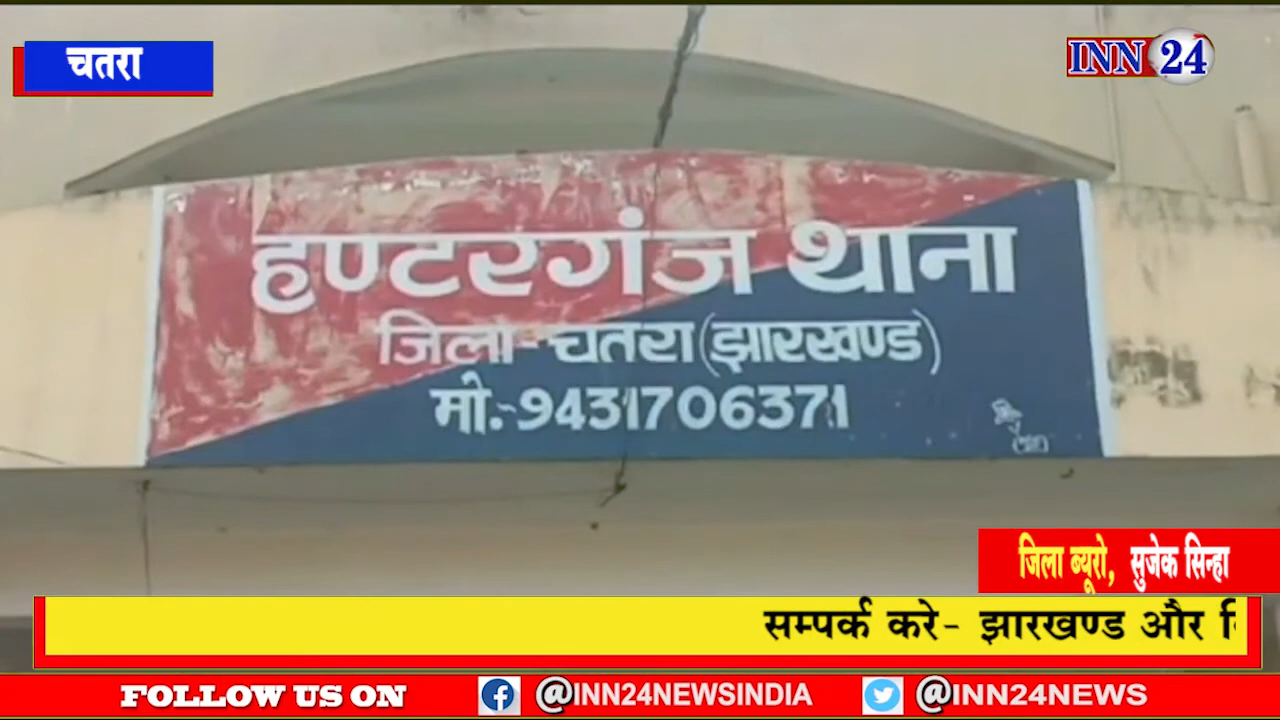 चतरा
INN 24
हण्टरगंज थाना
जिला-चतरा (झारखण्ड)
मो.-9431706371
जिला ब्यूरो, सुजेक सिन्हा
सम्पर्क करे- झारखण्ड और
FOLLOW US ON @INN24NEWSINDIA @INN24NEWS